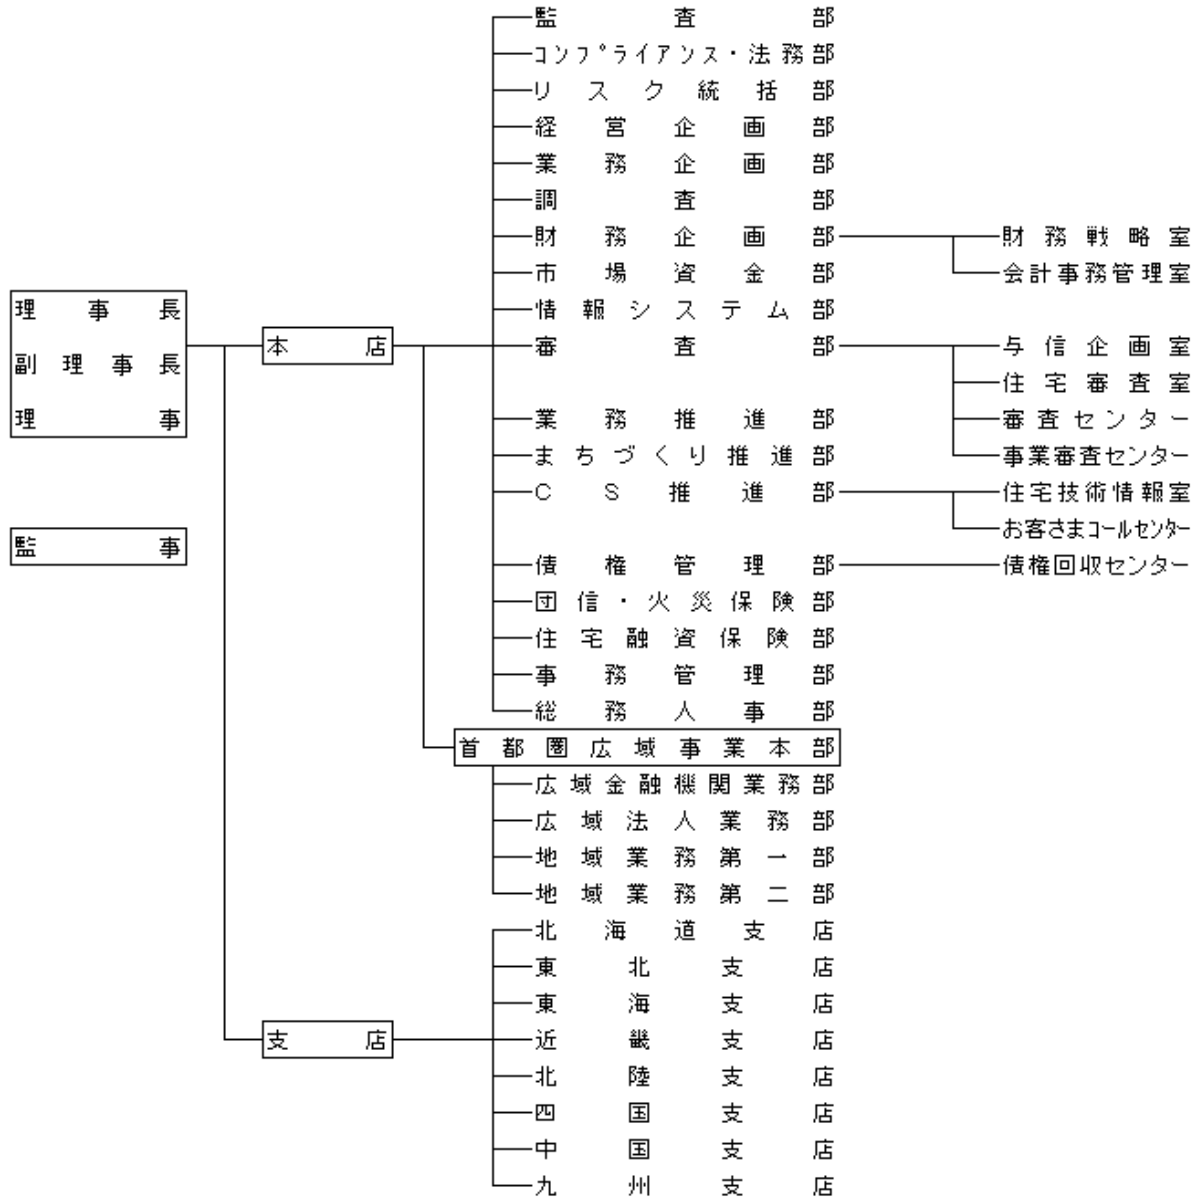 監査部
コンプライアンス・法務部
リスク統括部
経営企画部
業務企画部
調査部
財務企画部 財務戦略室
市場資金部 会計事務管理室
理事長 情報システム部
本店 審査部 与信企画室
副理事長 住宅審査室
理事 業務推進部 審査センター
まちづくり推進部 事業審査センター
CS推進部 住宅技術情報室
お客さまコールセンター
監事 債権管理部 債権回収センター
団信・火災保険部
住宅融資保険部
事務管理部
総務人事部
首都圏広域事業本部
広域金融機関業務部
広域法人業務部
地域業務第一部
地域業務第二部
北海道支店
東北支店
東海支店
支店 近畿支店
北陸支店
四国支店
中国支店
九州支店